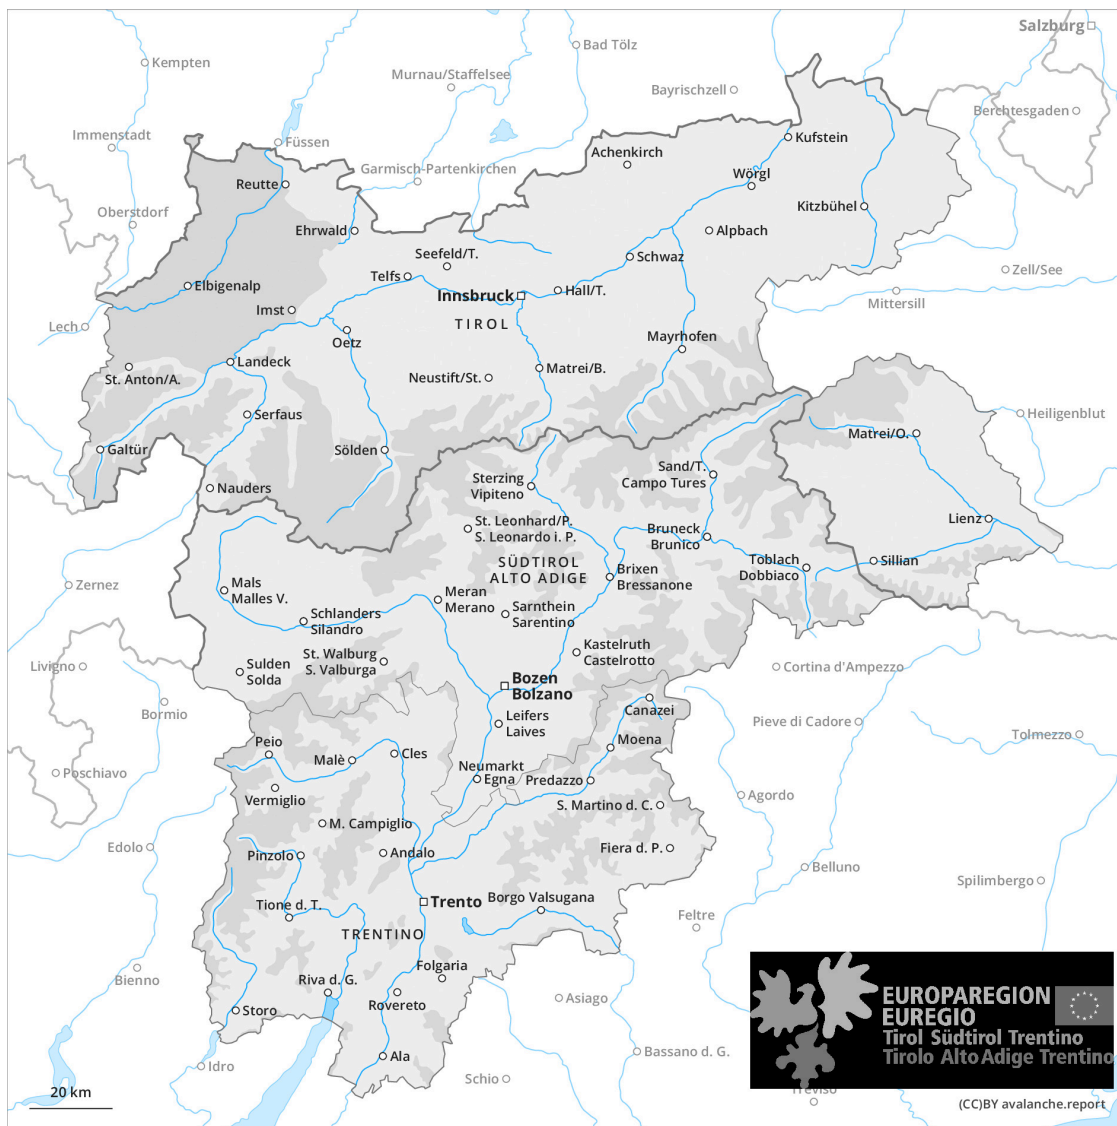 Salzburg
Bad Tölz
Kempten
Murnau/Staffelsee
Bayrischzell
Berchtesgaden
Immenstadt
Füssen
Kufstein
Achenkirch
Garmisch-Partenkirchen
Wörgl
Reutte
Oberstdorf
Kitzbühel
Ehrwald
Alpbach
Seefeld/T.
Schwaz
Telfs
Zell/See
Elbigenalp
Innsbruck
Hall/T.
Mittersill
Imst
TIROL
Lech
Oetz
Mayrhofen
Landeck
Matrei/B.
St. Anton/A.
Neustift/St.
Serfaus
Heiligenblut
Matrei/O.
Galtür
Sölden
Sand/T.
Campo Tures
Sterzing
Vipiteno
Nauders
Lienz
St. Leonhard/P.
S. Leonardo i. P.
Bruneck
Brunico
SÜDTIROL
ALTO ADIGE
Toblach
Dobbiaco
Sillian
Brixen
Bressanone
Zernez
Mals
Malles V.
Meran
Merano
Schlanders
Silandro
Sarnthein
Sarentino
Kastelruth
Castelrotto
St. Walburg
S. Valburga
Livigno
Sulden
Solda
Cortina d'Ampezzo
Bozen
Bolzano
Bormio
Canazei
Leifers
Laives
Pieve di Cadore
Tolmezzo
Moena
Peio
Malè
Cles
Neumarkt
Egna
Predazzo
Poschiavo
Vermiglio
Agordo
S. Martino d. C.
M. Campiglio
Edolo
Pinzolo
Andalo
Fiera d. P.
Belluno
Spilimbergo
Tione d. T.
Trento
Borgo Valsugana
Feltre
TRENTINO
Bienno
Folgaria
Riva d. G.
Rovereto
Asiago
Storo
EUROPAREGION
EUREGIO
Tirol Südtirol Trentino
Tirolo Alto Adige Trentino
Ala
Bassano d. G.
Idro
Schio
Treviso
20 km
(CC)BY avalanche.report